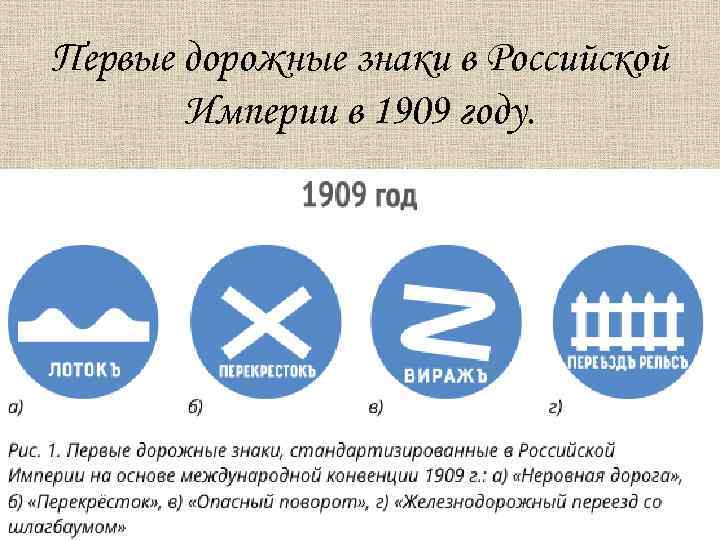 Первые дорожные знаки в Российской
Империи в 1909 году.
1909 год
ЛОТОКЪ
ПЕРЕКРЕСТОКЪ
ВИРАЖЪ
ПЕРЕЕЗДЪ РЕЛЬСЪ
а) б) в) г)
Рис. 1. Первые дорожные знаки, стандартизированные в Российской
Империи на основе международной конвенции 1909 г.: а) «Неровная дорога»,
б) «Перекрёсток», в) «Опасный поворот», г) «Железнодорожный переезд со
шлагбаумом»